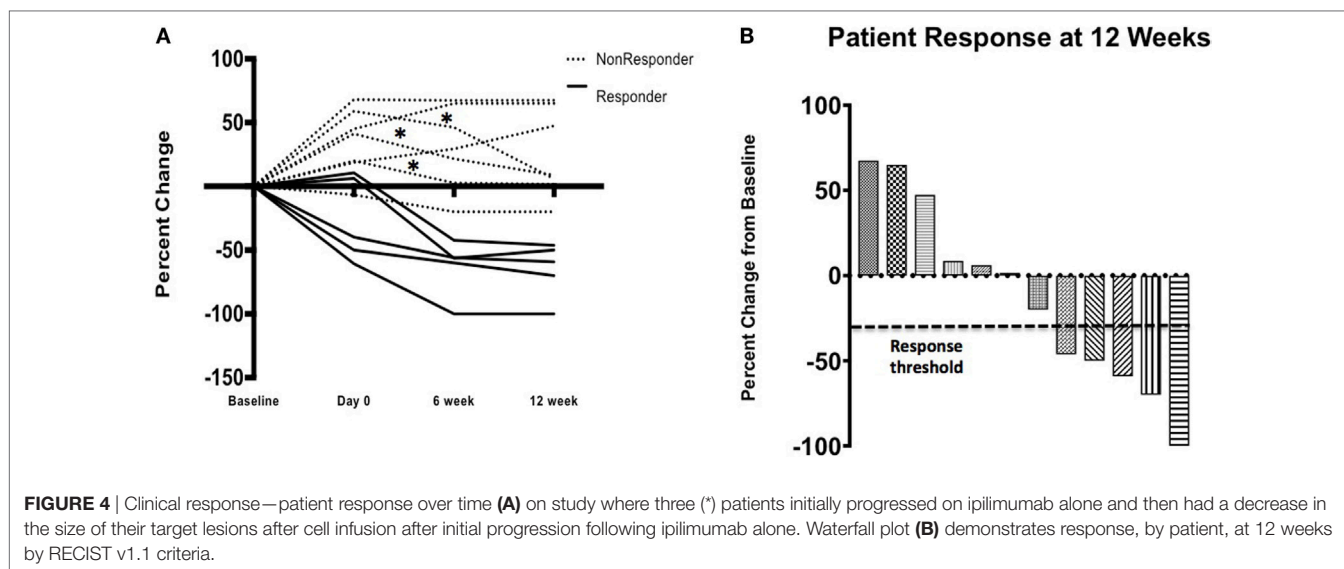 A
100
50
0
-50
-100
-150
Percent Change
Baseline
Day 0
6 week
12 week
NonResponder
Responder
*
*
*
B
Patient Response at 12 Weeks
100
50
0
-50
-100
Percent Change from Baseline
Response
threshold
FIGURE 4 | Clinical response—patient response over time (A) on study where three (*) patients initially progressed on ipilimumab alone and then had a decrease in
the size of their target lesions after cell infusion after initial progression following ipilimumab alone. Waterfall plot (B) demonstrates response, by patient, at 12 weeks
by RECIST v1.1 criteria.